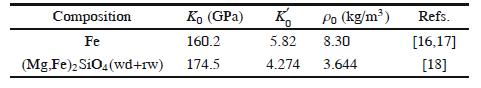 Composition K₀ (GPa) K₀′ ρ₀ (kg/m³) Refs.
Fe 160.2 5.82 8.30 [16,17]
(Mg,Fe)₂SiO₄(wd+rw) 174.5 4.274 3.644 [18]